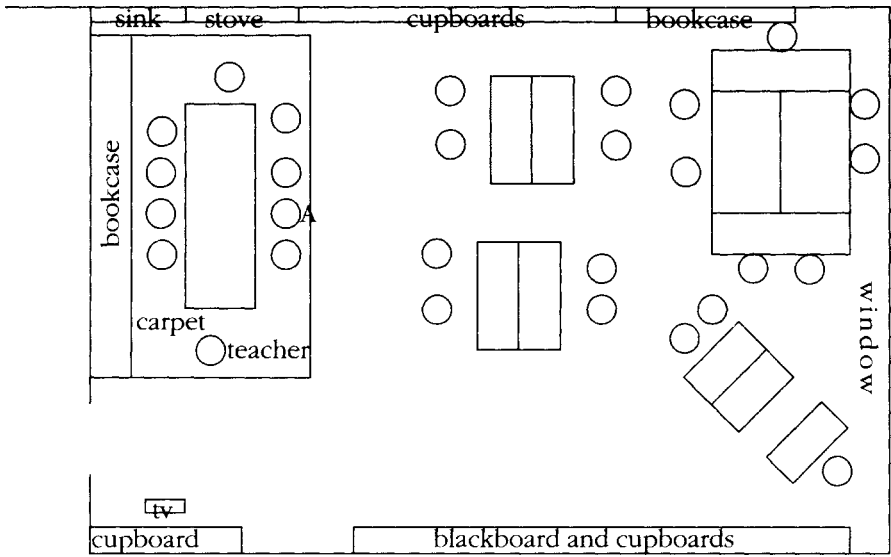 sink
stove
cupboards
bookcase
bookcase
A
carpet
teacher
window
tv
cupboard
blackboard and cupboards